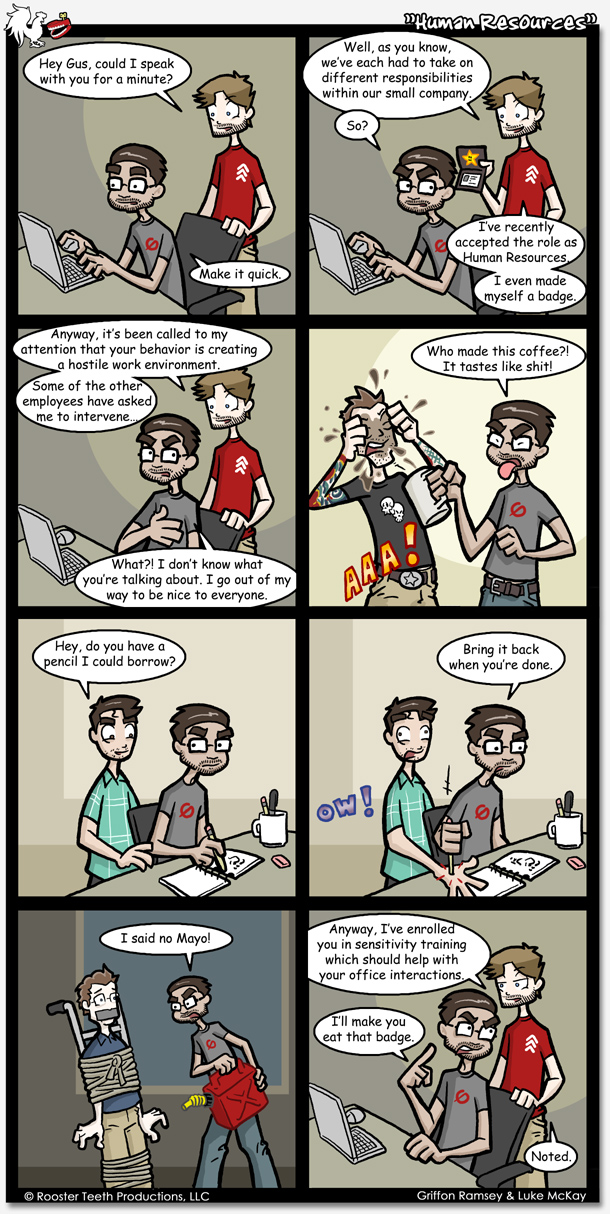 "Human Resources"
Hey Gus, could I speak
with you for a minute?
Make it quick.
Well, as you know,
we've each had to take on
different responsibilities
within our small company.
So?
I've recently
accepted the role as
Human Resources.
I even made
myself a badge.
Anyway, it's been called to my
attention that your behavior is creating
a hostile work environment.
Some of the other
employees have asked
me to intervene...
What?! I don't know what
you're talking about. I go out of my
way to be nice to everyone.
Who made this coffee?!
It tastes like shit!
AAA!
Hey, do you have a
pencil I could borrow?
Bring it back
when you're done.
OW!
I said no Mayo!
Anyway, I've enrolled
you in sensitivity training
which should help with
your office interactions.
I'll make you
eat that badge.
Noted.
© Rooster Teeth Productions, LLC
Griffon Ramsey & Luke McKay